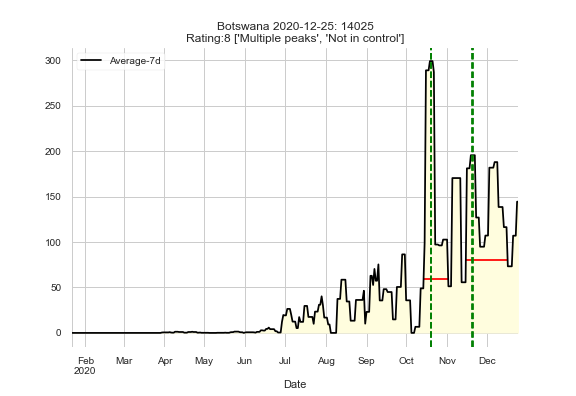 Botswana 2020-12-25: 14025
Rating:8 ['Multiple peaks', 'Not in control']
Average-7d
300
250
200
150
100
50
0
Feb Mar Apr May Jun Jul Aug Sep Oct Nov Dec
2020
Date